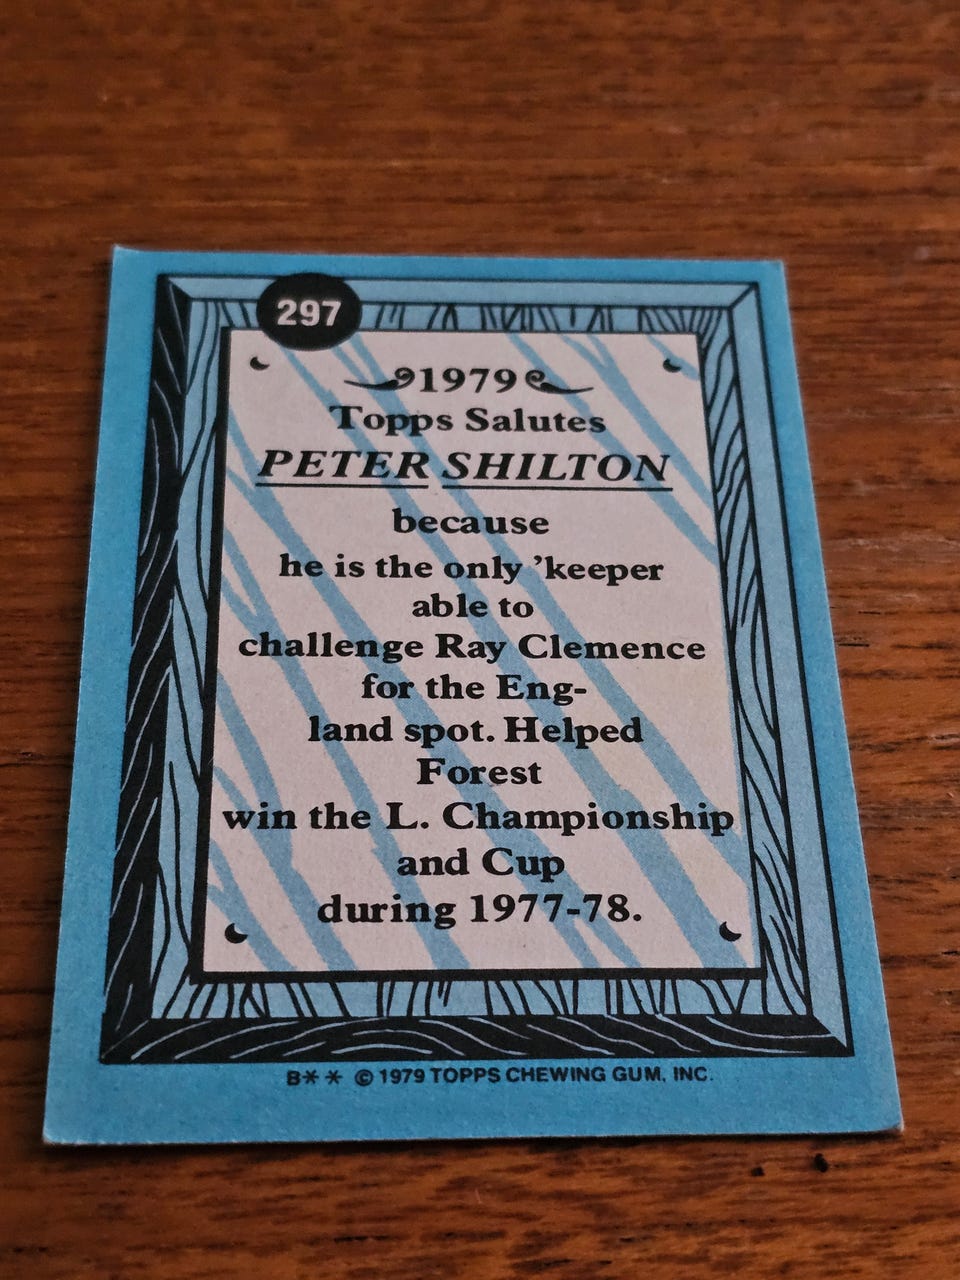 297
1979
Topps Salutes
PETER SHILTON
because
he is the only 'keeper
able to
challenge Ray Clemence
for the Eng-
land spot. Helped
Forest
win the L. Championship
and Cup
during 1977-78.
B** © 1979 TOPPS CHEWING GUM, INC.